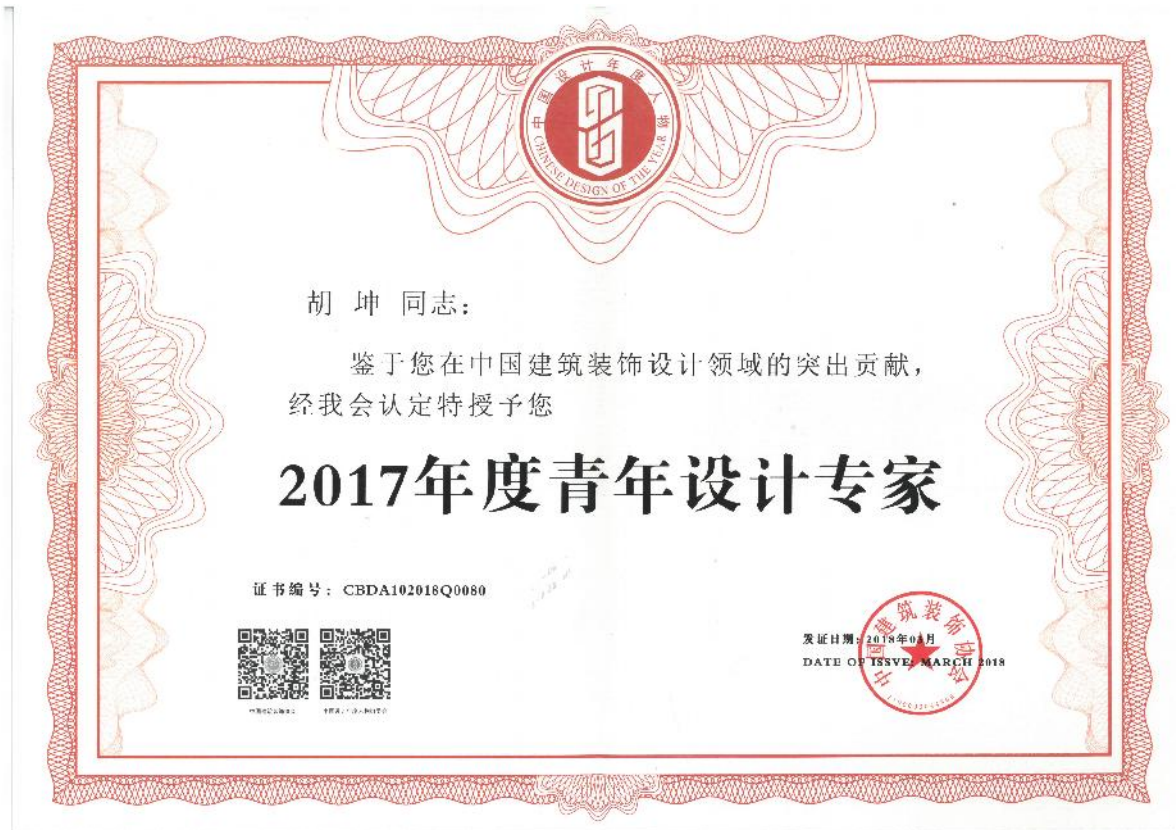 中国设计年度人物
CHINESE DESIGN OF THE YEAR
胡 坤 同志：
鉴于您在中国建筑装饰设计领域的突出贡献，
经我会认定特授予您
2017年度青年设计专家
证书编号：CBDA102018Q0080
发证日期：2018年03月
DATE OF ISSVE: MARCH 2018
中国建筑装饰协会